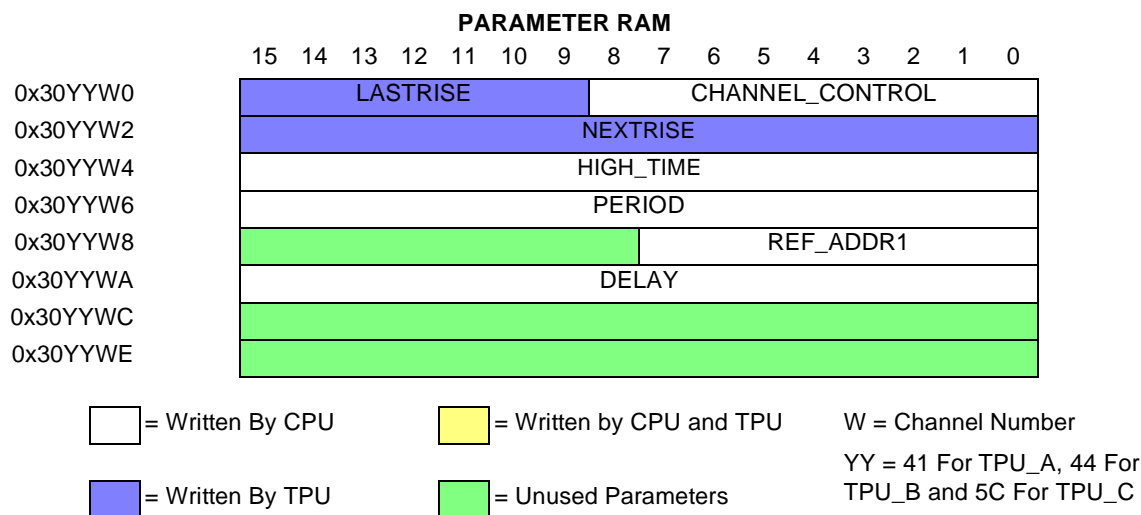 PARAMETER RAM
15 14 13 12 11 10 9 8 7 6 5 4 3 2 1 0
0x30YYW0 LASTRISE CHANNEL_CONTROL
0x30YYW2 NEXTRISE
0x30YYW4 HIGH_TIME
0x30YYW6 PERIOD
0x30YYW8 REF_ADDR1
0x30YYWA DELAY
0x30YYWC
0x30YYWE
= Written By CPU = Written by CPU and TPU W = Channel Number
YY = 41 For TPU_A, 44 For
= Written By TPU = Unused Parameters TPU_B and 5C For TPU_C